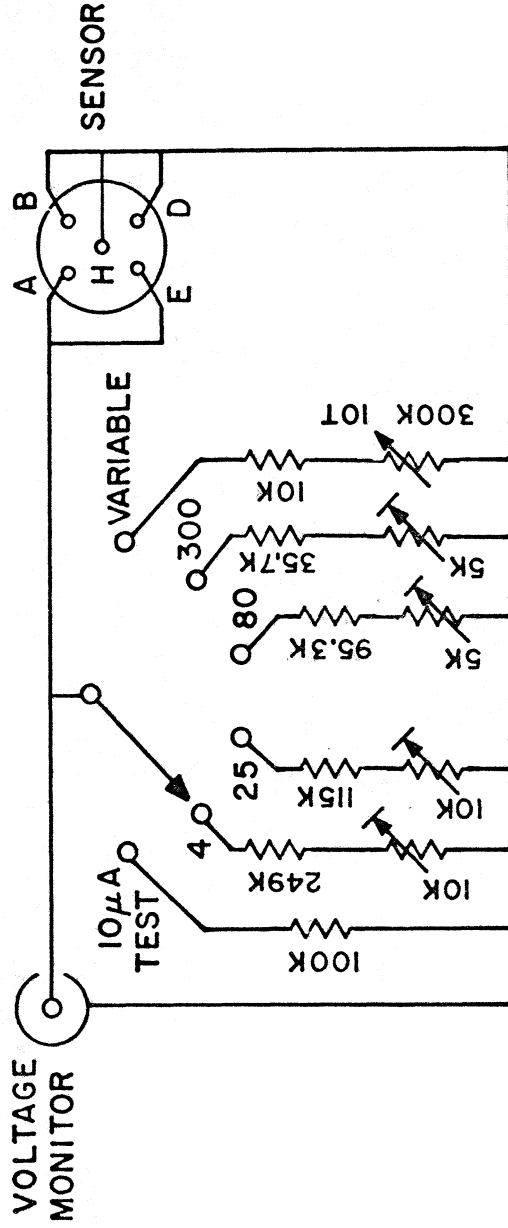 VOLTAGE
MONITOR
10μA
TEST
4
25
80
300
VARIABLE
A
B
H
E
D
SENSOR
100K
249K
10K
115K
10K
95.3K
5K
35.7K
5K
10K
300K 10T